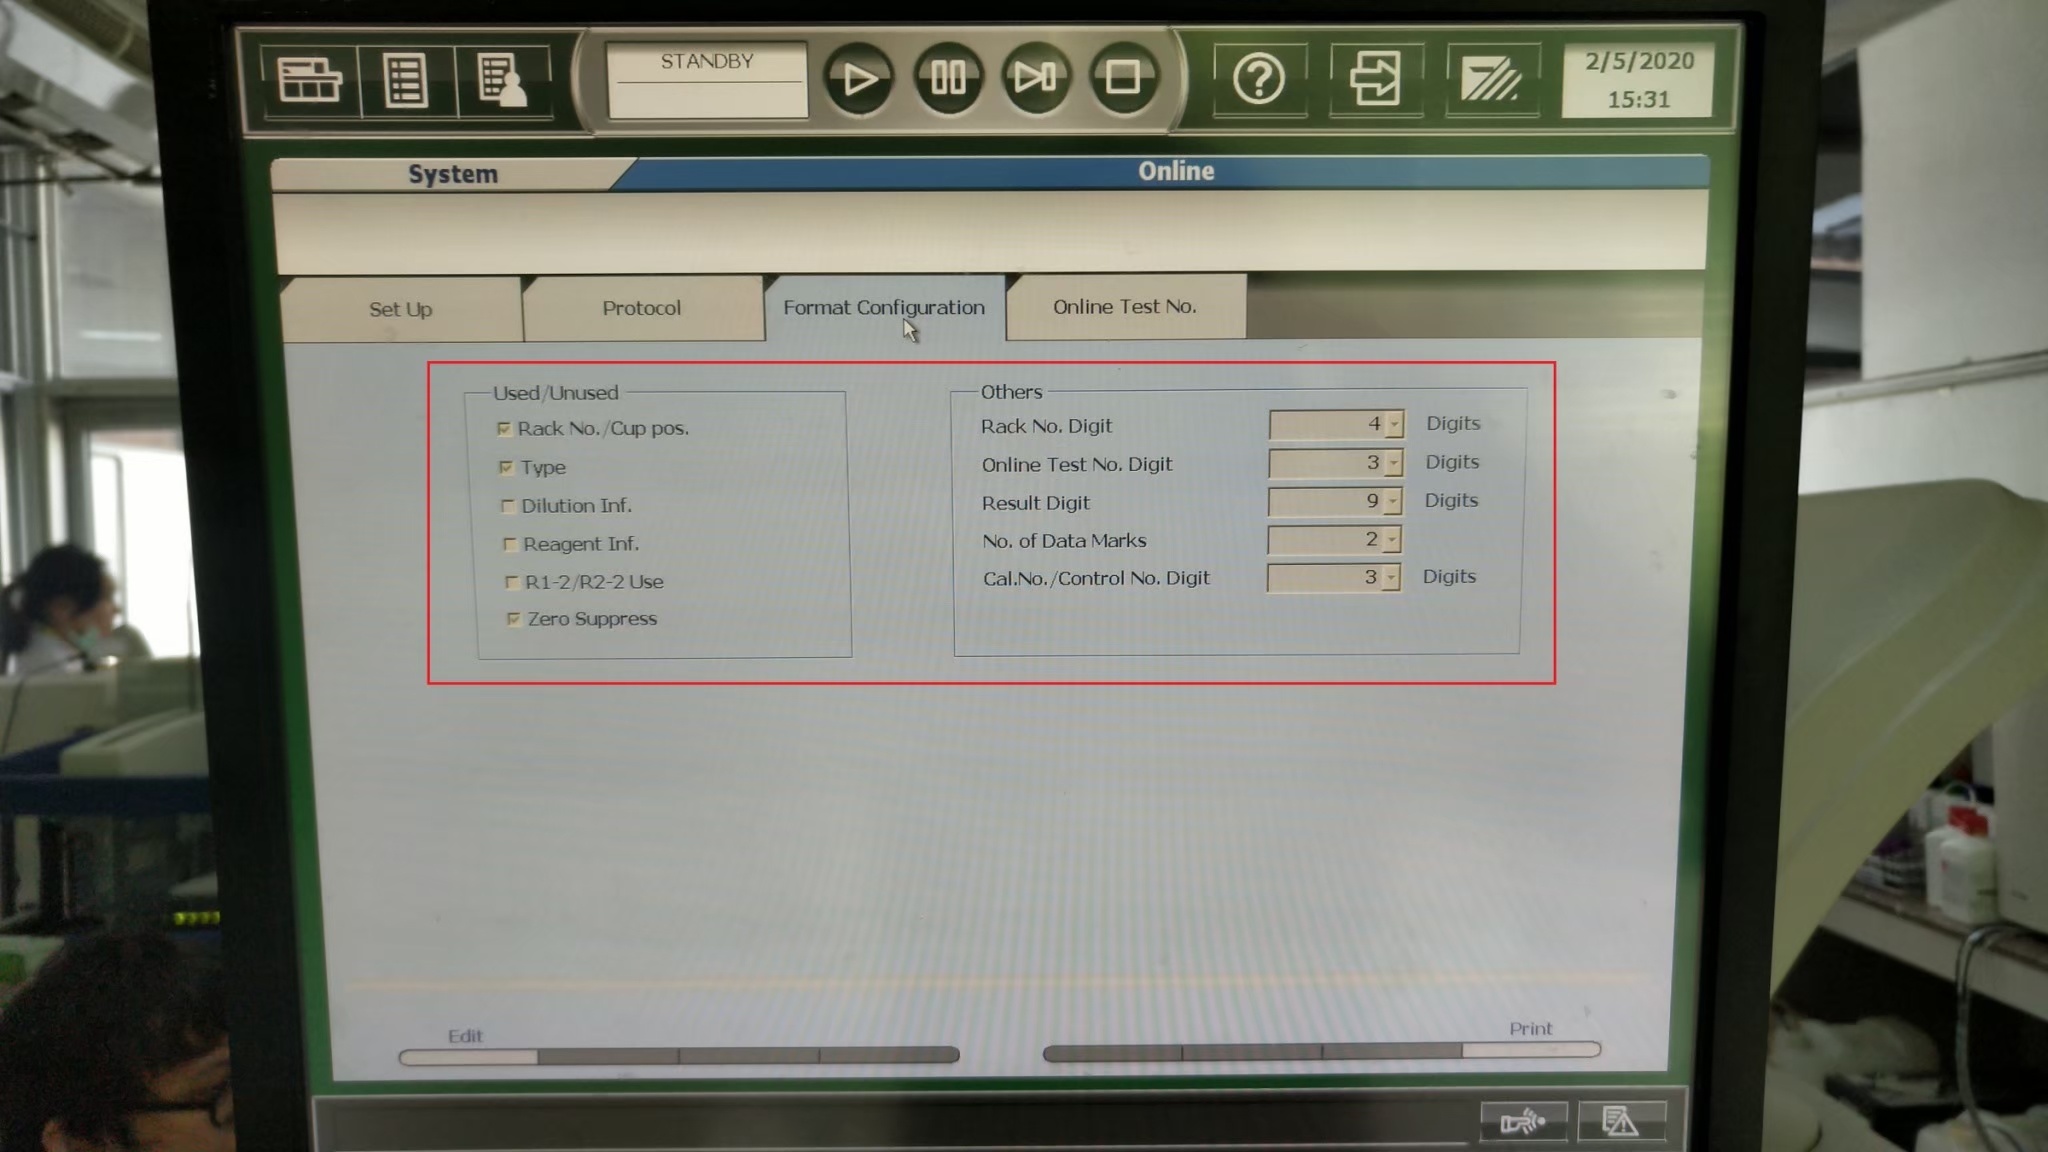 STANDBY
2/5/2020
15:31
System
Online
Set Up
Protocol
Format Configuration
Online Test No.
Used/Unused
Rack No./Cup pos.
Type
Dilution Inf.
Reagent Inf.
R1-2/R2-2 Use
Zero Suppress
Others
Rack No. Digit 4 Digits
Online Test No. Digit 3 Digits
Result Digit 9 Digits
No. of Data Marks 2
Cal.No./Control No. Digit 3 Digits
Edit
Print